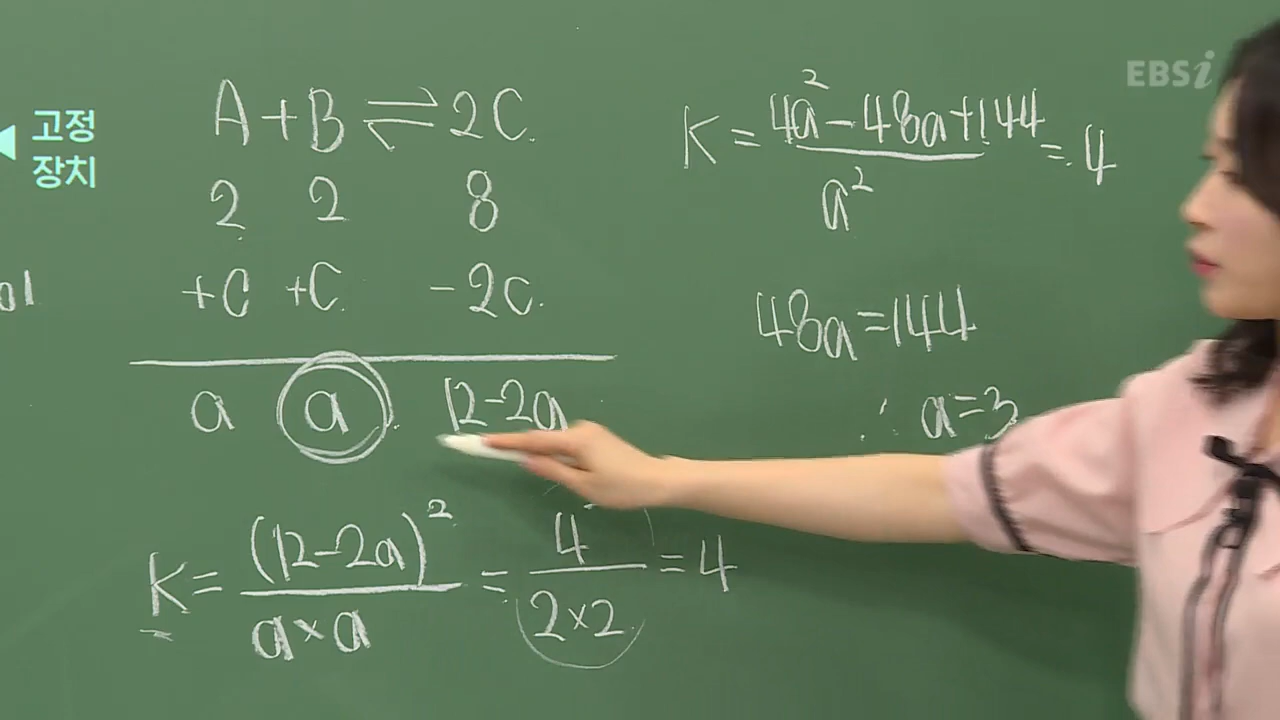 EBSi
◀ 고정
장치
A + B ⇌ 2C
2 2 8
+C +C -2C
a a 12-2a
K = (12-2a)² / a×a = 4² / 2×2 = 4
K = 4a²-48a+144 / a² = 4
48a=144
∴ a=3